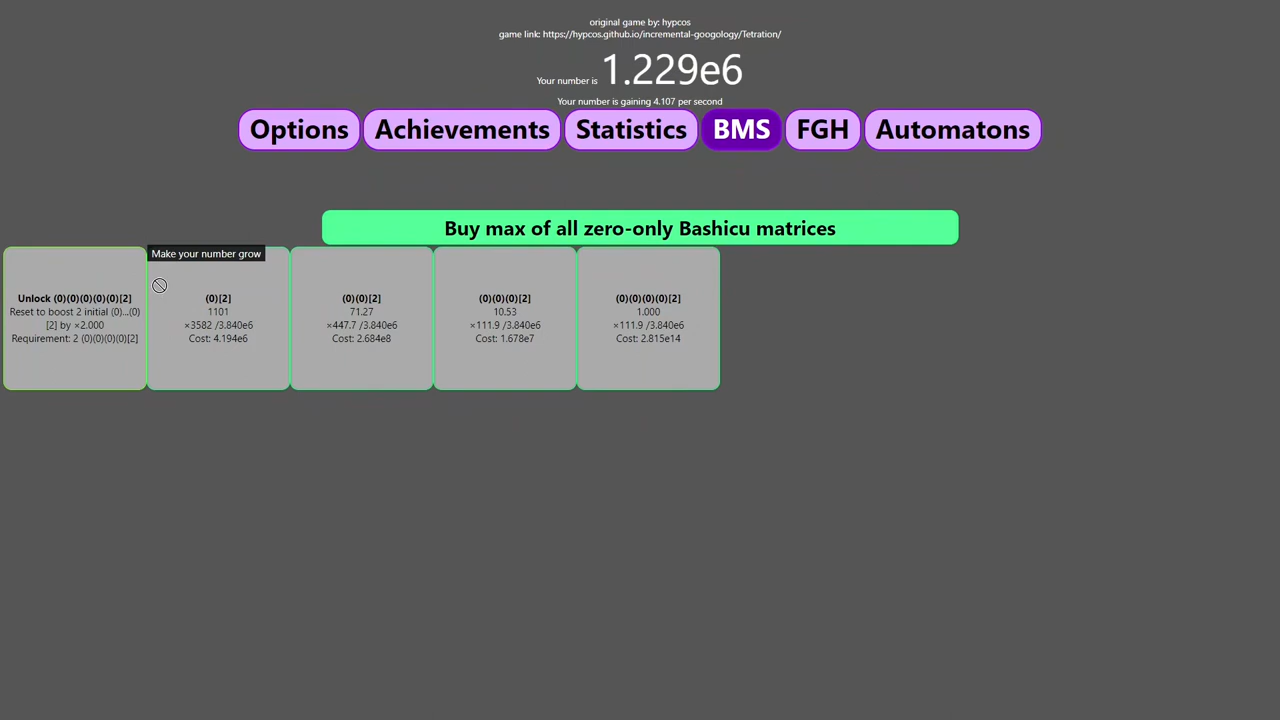 original game by: hypcos
game link: https://hypcos.github.io/incremental-googology/Tetration/
Your number is 1.229e6
Your number is gaining 4.107 per second
Options Achievements Statistics BMS FGH Automatons
Buy max of all zero-only Bashicu matrices
Make your number grow
Unlock (0)(0)(0)(0)(0)[2]
Reset to boost 2 initial (0)...(0)
[2] by ×2.000
Requirement: 2 (0)(0)(0)(0)[2]
(0)[2]
1101
×3582 /3.840e6
Cost: 4.194e6
(0)(0)[2]
71.27
×447.7 /3.840e6
Cost: 2.684e8
(0)(0)(0)[2]
10.53
×111.9 /3.840e6
Cost: 1.678e7
(0)(0)(0)(0)[2]
1.000
×111.9 /3.840e6
Cost: 2.815e14